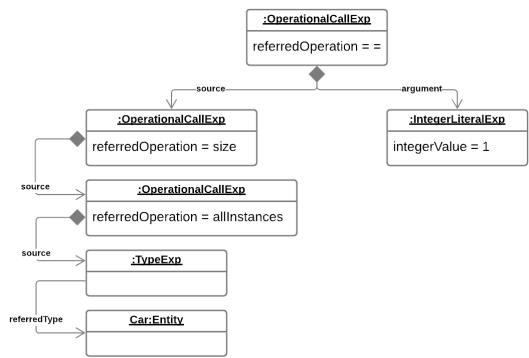 :OperationalCallExp
referredOperation = =
source
argument
:OperationalCallExp
referredOperation = size
:IntegerLiteralExp
integerValue = 1
source
:OperationalCallExp
referredOperation = allInstances
source
:TypeExp
referredType
Car:Entity